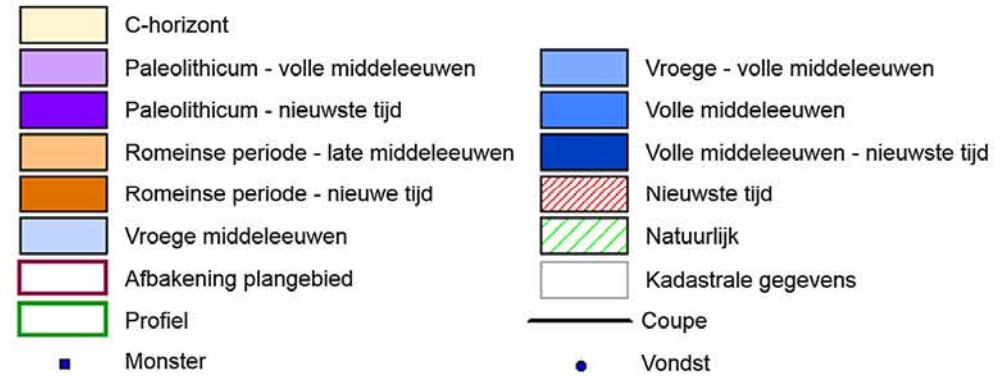 C-horizont
Paleolithicum - volle middeleeuwen
Paleolithicum - nieuwste tijd
Romeinse periode - late middeleeuwen
Romeinse periode - nieuwe tijd
Vroege middeleeuwen
Afbakening plangebied
Profiel
Monster
Vroege - volle middeleeuwen
Volle middeleeuwen
Volle middeleeuwen - nieuwste tijd
Nieuwste tijd
Natuurlijk
Kadastrale gegevens
Coupe
Vondst